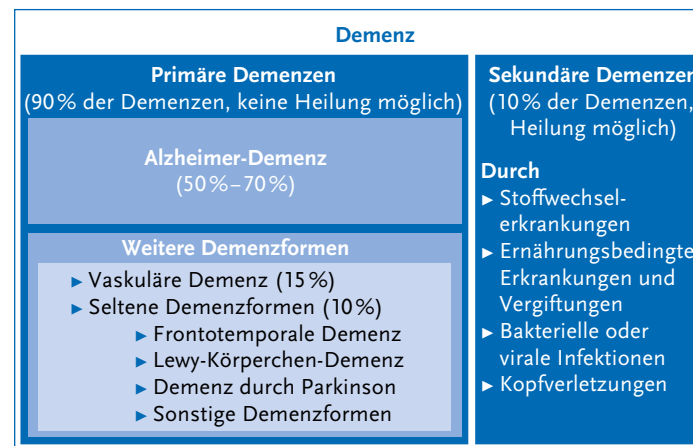 Demenz
Primäre Demenzen
(90 % der Demenzen, keine Heilung möglich)
Alzheimer-Demenz
(50 %–70 %)
Weitere Demenzformen
► Vaskuläre Demenz (15 %)
► Seltene Demenzformen (10 %)
► Frontotemporale Demenz
► Lewy-Körperchen-Demenz
► Demenz durch Parkinson
► Sonstige Demenzformen
Sekundäre Demenzen
(10 % der Demenzen,
Heilung möglich)
Durch
► Stoffwechsel-
erkrankungen
► Ernährungsbedingte
Erkrankungen und
Vergiftungen
► Bakterielle oder
virale Infektionen
► Kopfverletzungen